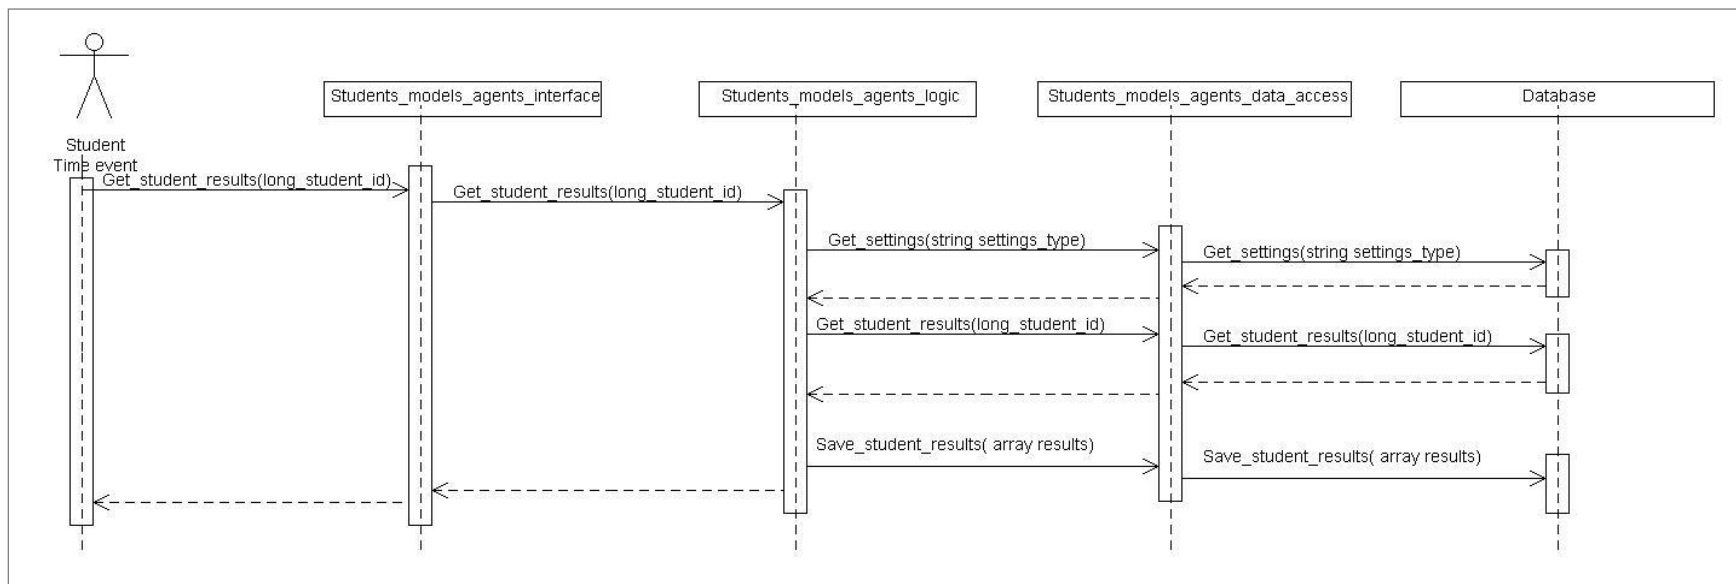 Students_models_agents_interface
Students_models_agents_logic
Students_models_agents_data_access
Database
Student
Time event
Get_student_results(long_student_id)
Get_student_results(long_student_id)
Get_settings(string settings_type)
Get_settings(string settings_type)
Get_student_results(long_student_id)
Get_student_results(long_student_id)
Save_student_results( array results)
Save_student_results( array results)